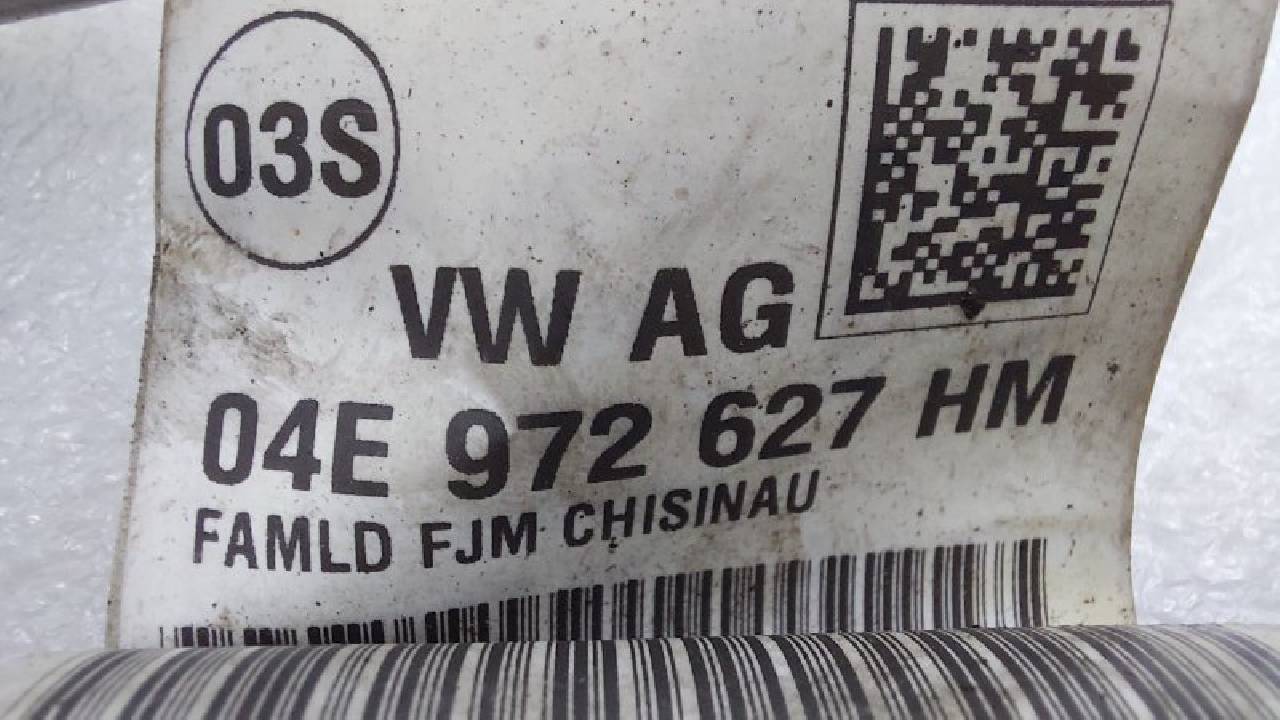 03S
VW AG
04E 972 627 HM
FAMLD FJM CHISINAU